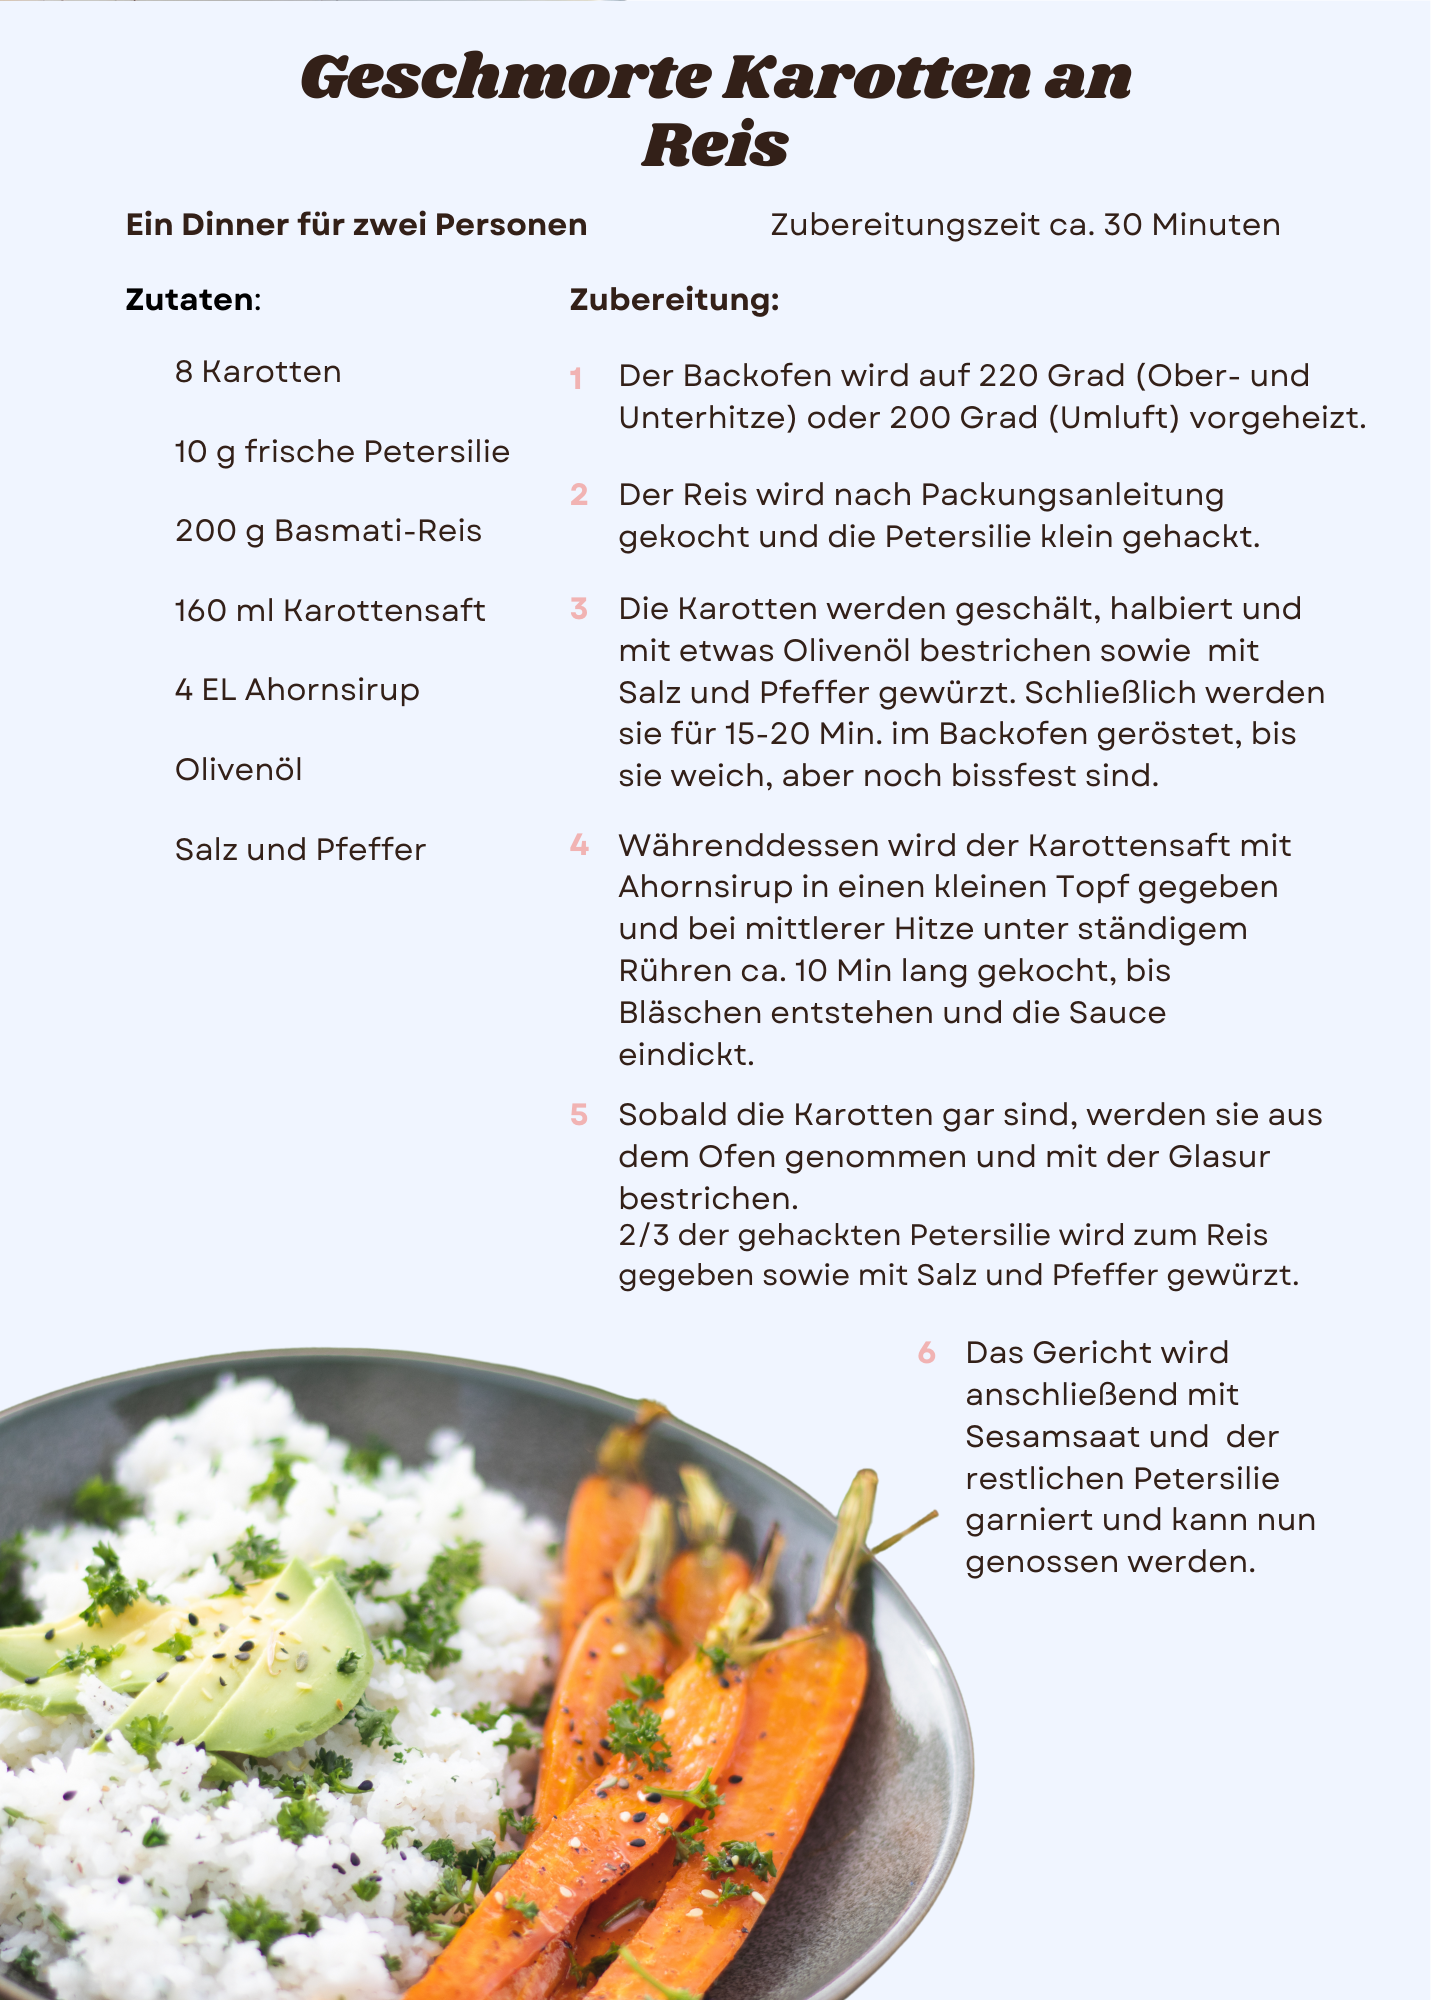 Geschmorte Karotten an
Reis
Ein Dinner für zwei Personen
Zubereitungszeit ca. 30 Minuten
Zutaten:
8 Karotten
10 g frische Petersilie
200 g Basmati-Reis
160 ml Karottensaft
4 EL Ahornsirup
Olivenöl
Salz und Pfeffer
Zubereitung:
1 Der Backofen wird auf 220 Grad (Ober- und
Unterhitze) oder 200 Grad (Umluft) vorgeheizt.
2 Der Reis wird nach Packungsanleitung
gekocht und die Petersilie klein gehackt.
3 Die Karotten werden geschält, halbiert und
mit etwas Olivenöl bestrichen sowie  mit
Salz und Pfeffer gewürzt. Schließlich werden
sie für 15-20 Min. im Backofen geröstet, bis
sie weich, aber noch bissfest sind.
4 Währenddessen wird der Karottensaft mit
Ahornsirup in einen kleinen Topf gegeben
und bei mittlerer Hitze unter ständigem
Rühren ca. 10 Min lang gekocht, bis
Bläschen entstehen und die Sauce
eindickt.
5 Sobald die Karotten gar sind, werden sie aus
dem Ofen genommen und mit der Glasur
bestrichen.
2/3 der gehackten Petersilie wird zum Reis
gegeben sowie mit Salz und Pfeffer gewürzt.
6 Das Gericht wird
anschließend mit
Sesamsaat und  der
restlichen Petersilie
garniert und kann nun
genossen werden.